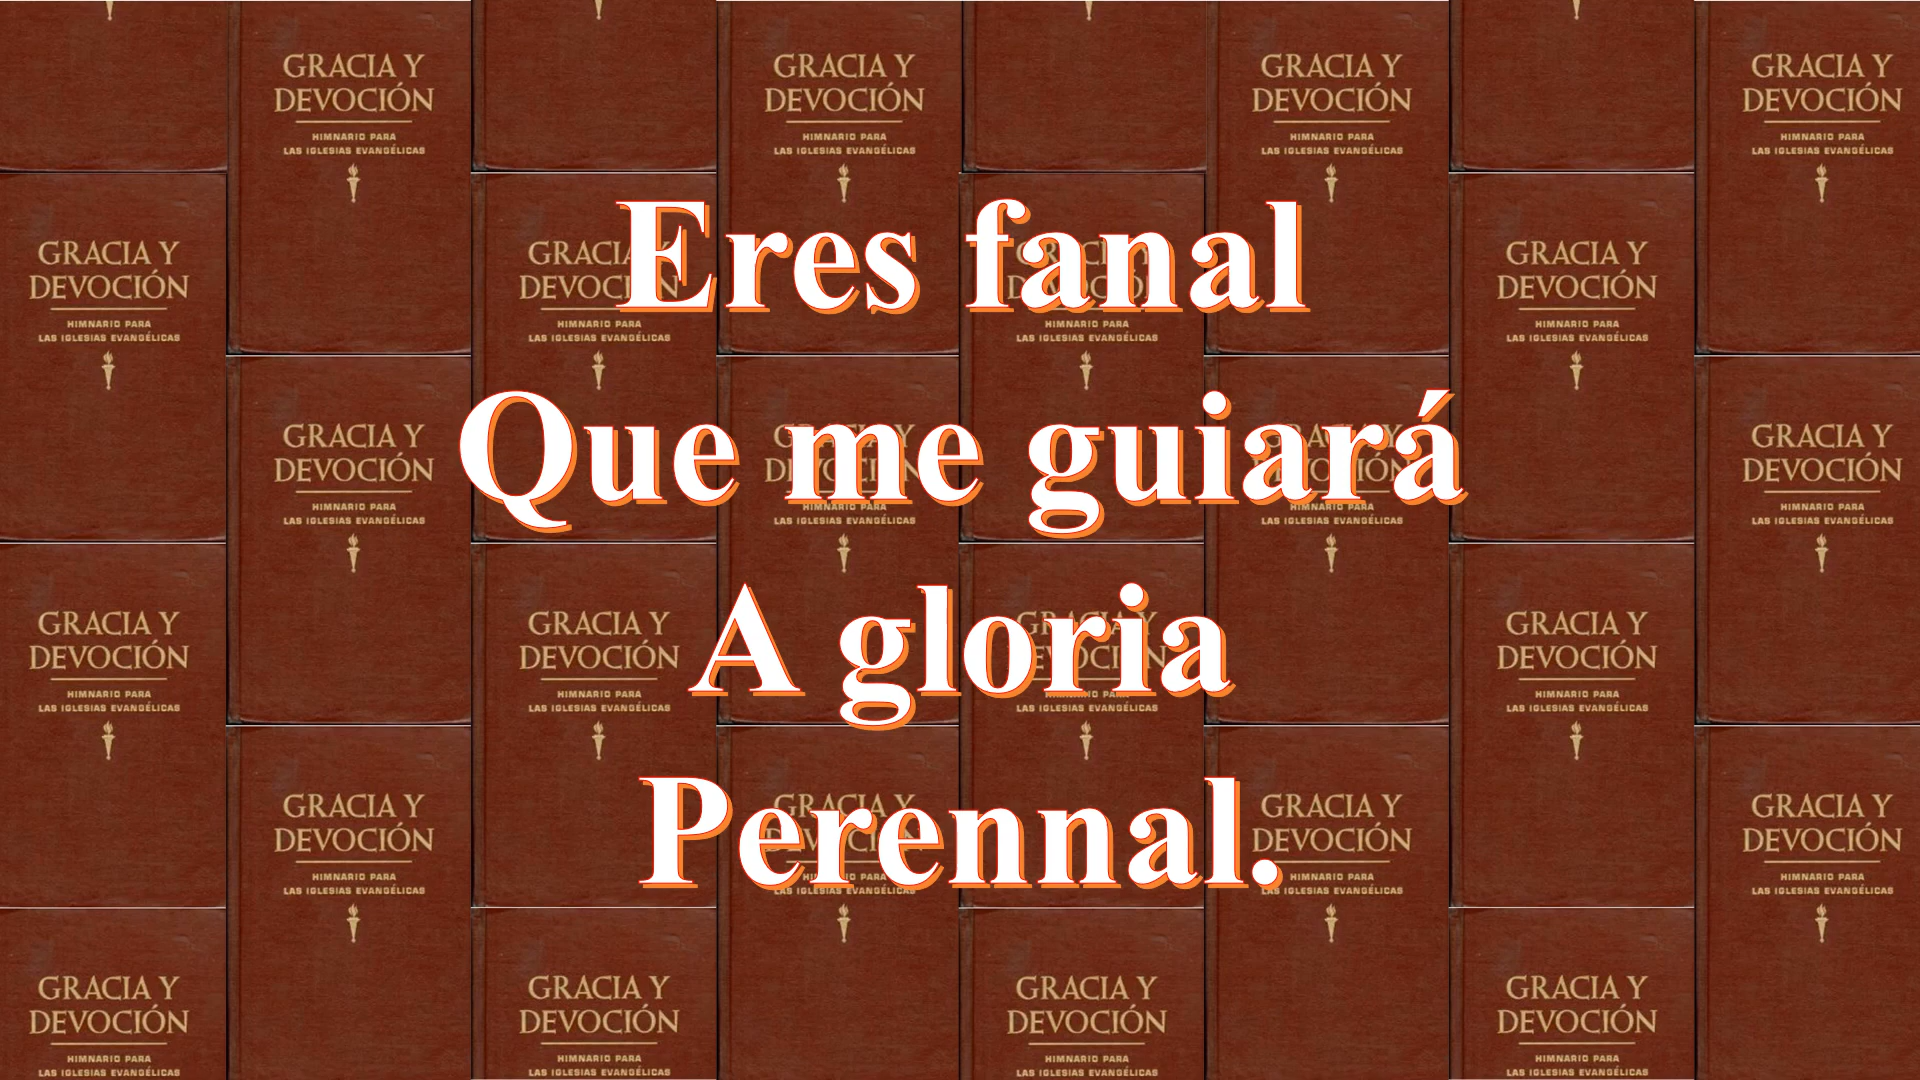 GRACIA Y
DEVOCIÓN
HIMNARIO PARA
LAS IGLESIAS EVANGÉLICAS
Eres fanal
Que me guiará
A gloria
Perennal.